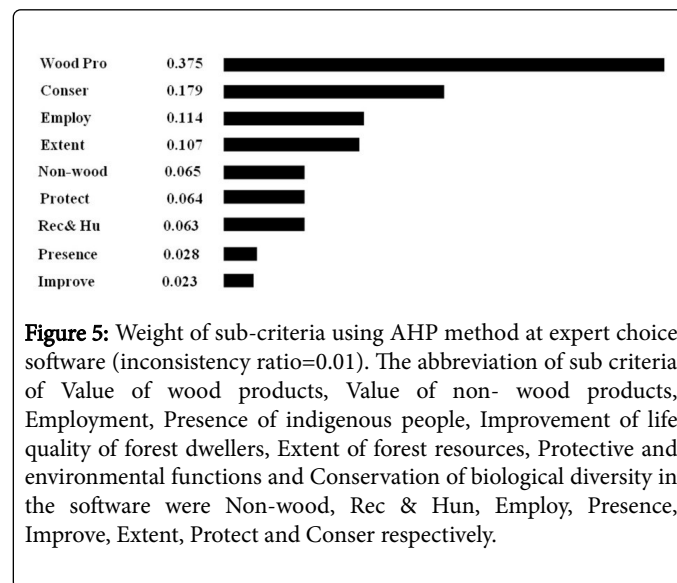 Wood Pro 0.375
Conser 0.179
Employ 0.114
Extent 0.107
Non-wood 0.065
Protect 0.064
Rec& Hu 0.063
Presence 0.028
Improve 0.023
Figure 5: Weight of sub-criteria using AHP method at expert choice
software (inconsistency ratio=0.01). The abbreviation of sub criteria
of Value of wood products, Value of non- wood products,
Employment, Presence of indigenous people, Improvement of life
quality of forest dwellers, Extent of forest resources, Protective and
environmental functions and Conservation of biological diversity in
the software were Non-wood, Rec & Hun, Employ, Presence,
Improve, Extent, Protect and Conser respectively.